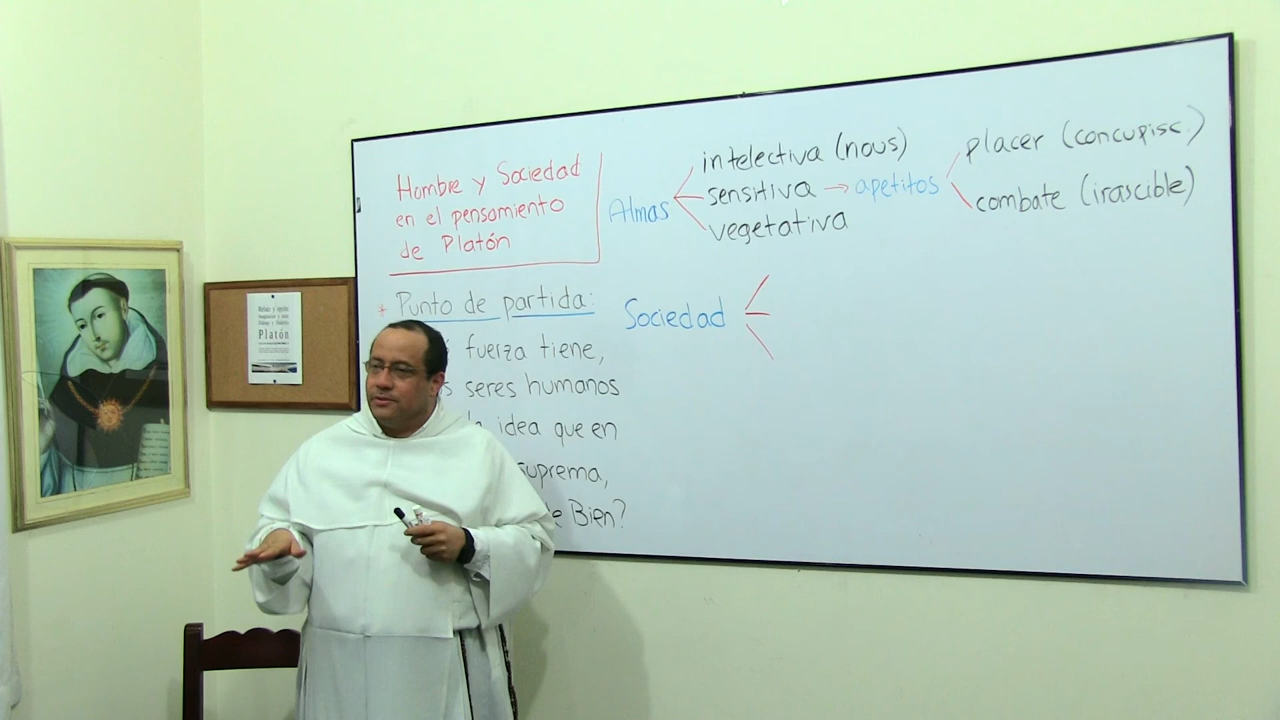 Hombre y Sociedad
en el pensamiento
de Platón
* Punto de partida:
fuerza tiene,
seres humanos
idea que en
suprema,
de Bien?
Almas
intelectiva (nous)
sensitiva → apetitos
vegetativa
placer (concupisc.)
combate (irascible)
Sociedad
Platón